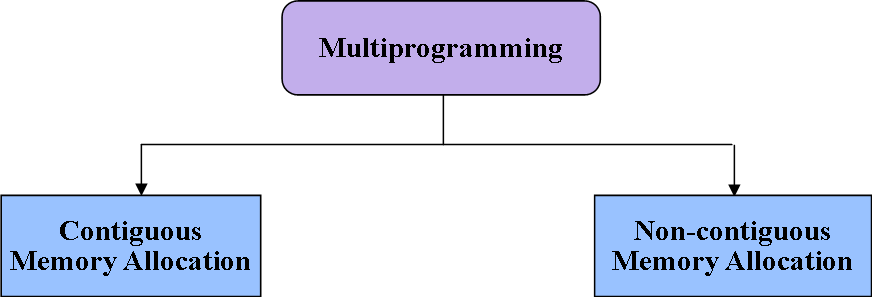 Multiprogramming
Contiguous
Memory Allocation
Non-contiguous
Memory Allocation